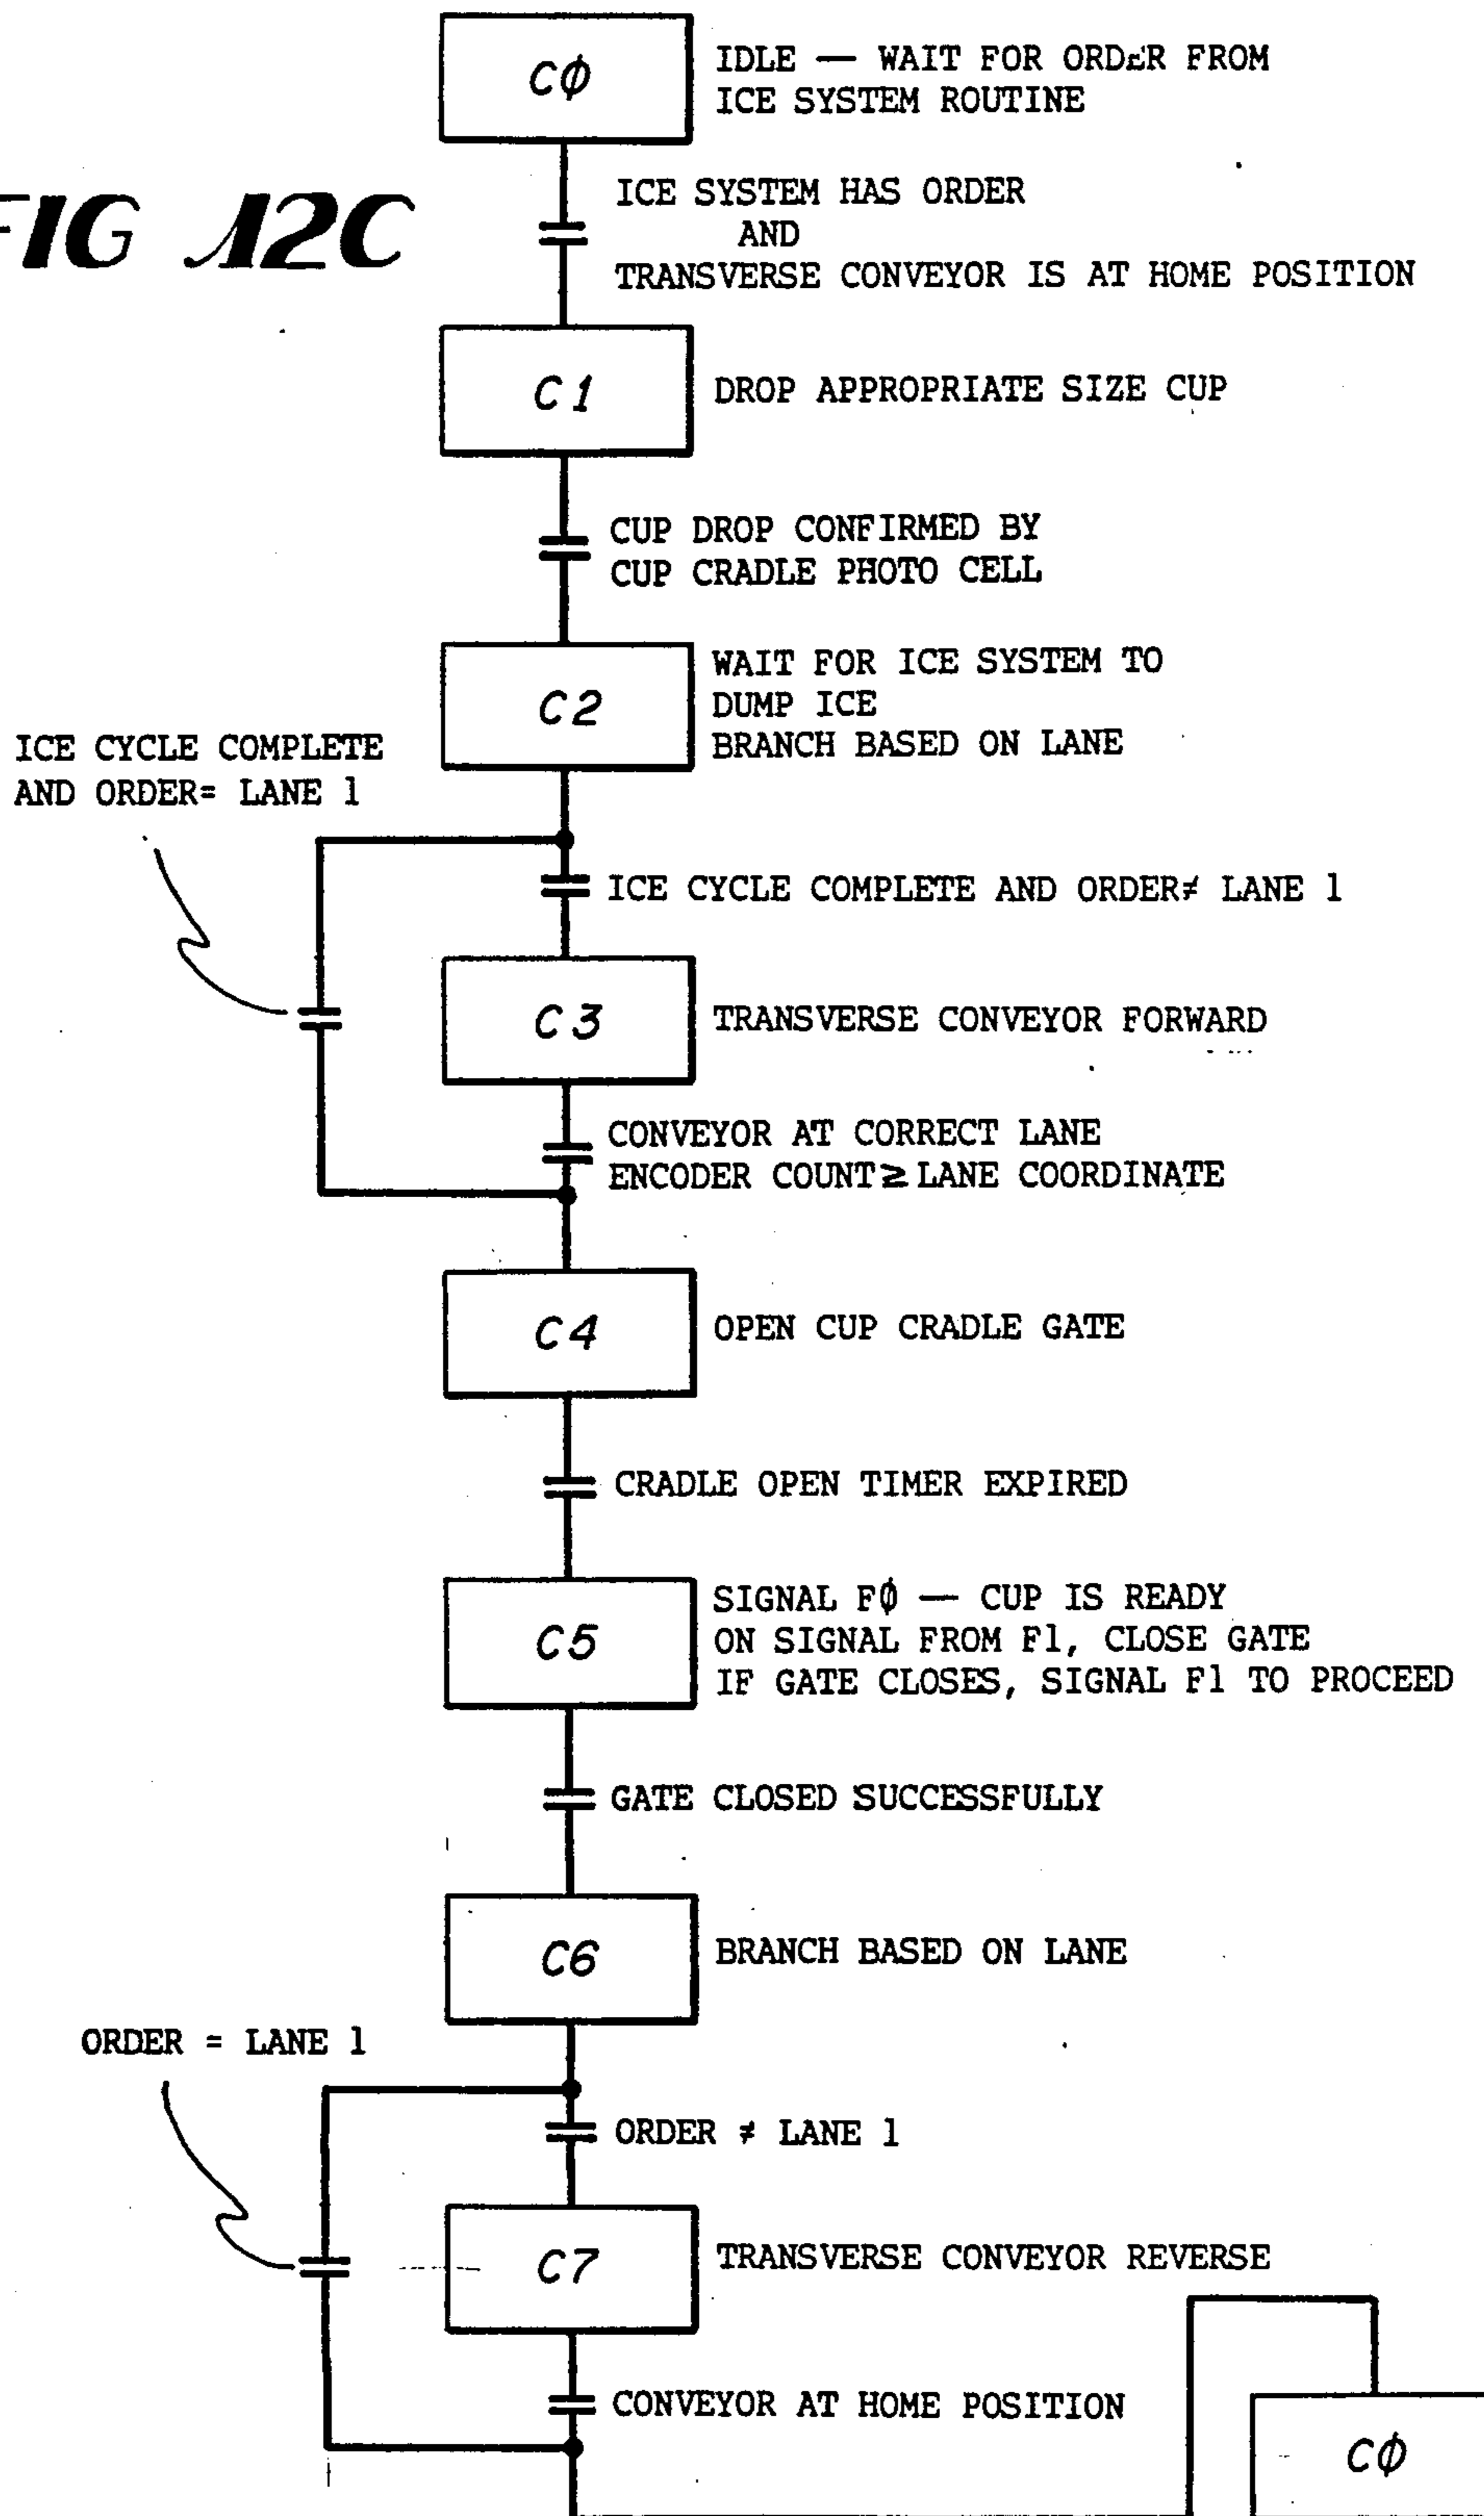 FIG 12C
CØ
IDLE — WAIT FOR ORDER FROM
ICE SYSTEM ROUTINE
ICE SYSTEM HAS ORDER
AND
TRANSVERSE CONVEYOR IS AT HOME POSITION
C1
DROP APPROPRIATE SIZE CUP
CUP DROP CONFIRMED BY
CUP CRADLE PHOTO CELL
C2
WAIT FOR ICE SYSTEM TO
DUMP ICE
BRANCH BASED ON LANE
ICE CYCLE COMPLETE
AND ORDER= LANE 1
ICE CYCLE COMPLETE AND ORDER≠ LANE 1
C3
TRANSVERSE CONVEYOR FORWARD
CONVEYOR AT CORRECT LANE
ENCODER COUNT≥LANE COORDINATE
C4
OPEN CUP CRADLE GATE
CRADLE OPEN TIMER EXPIRED
C5
SIGNAL FØ — CUP IS READY
ON SIGNAL FROM F1, CLOSE GATE
IF GATE CLOSES, SIGNAL F1 TO PROCEED
GATE CLOSED SUCCESSFULLY
C6
BRANCH BASED ON LANE
ORDER = LANE 1
ORDER ≠ LANE 1
C7
TRANSVERSE CONVEYOR REVERSE
CONVEYOR AT HOME POSITION
CØ